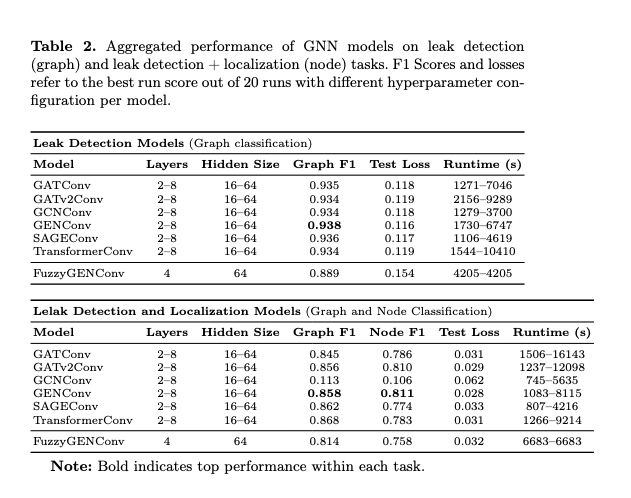 Table 2. Aggregated performance of GNN models on leak detection
(graph) and leak detection + localization (node) tasks. F1 Scores and losses
refer to the best run score out of 20 runs with different hyperparameter con-
figuration per model.
Leak Detection Models (Graph classification)
Model Layers Hidden Size Graph F1 Test Loss Runtime (s)
GATConv 2–8 16–64 0.935 0.118 1271–7046
GATv2Conv 2–8 16–64 0.934 0.119 2156–9289
GCNConv 2–8 16–64 0.934 0.118 1279–3700
GENConv 2–8 16–64 0.938 0.116 1730–6747
SAGEConv 2–8 16–64 0.936 0.117 1106–4619
TransformerConv 2–8 16–64 0.934 0.119 1544–10410
FuzzyGENConv 4 64 0.889 0.154 4205–4205
Lelak Detection and Localization Models (Graph and Node Classification)
Model Layers Hidden Size Graph F1 Node F1 Test Loss Runtime (s)
GATConv 2–8 16–64 0.845 0.786 0.031 1506–16143
GATv2Conv 2–8 16–64 0.856 0.810 0.029 1237–12098
GCNConv 2–8 16–64 0.113 0.106 0.062 745–5635
GENConv 2–8 16–64 0.858 0.811 0.028 1083–8115
SAGEConv 2–8 16–64 0.862 0.774 0.033 807–4216
TransformerConv 2–8 16–64 0.868 0.783 0.031 1266–9214
FuzzyGENConv 4 64 0.814 0.758 0.032 6683–6683
Note: Bold indicates top performance within each task.